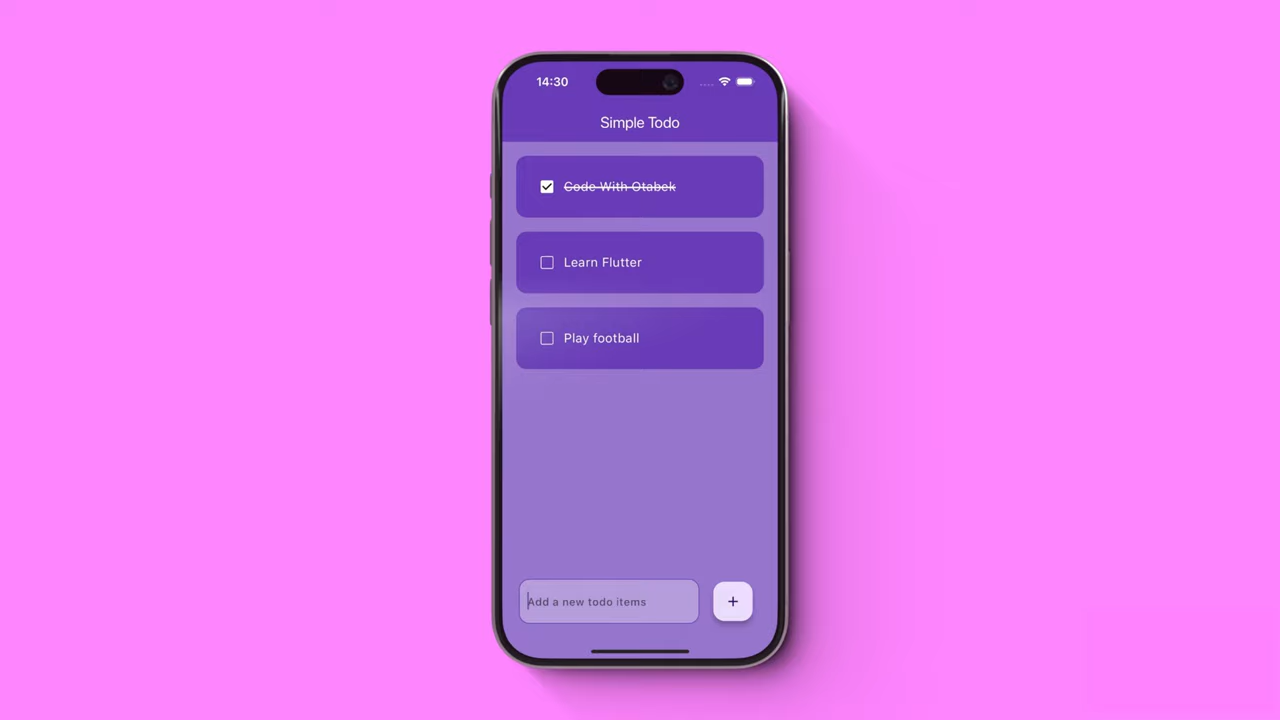 14:30
Simple Todo
Code With Otabek
Learn Flutter
Play football
Add a new todo items
+